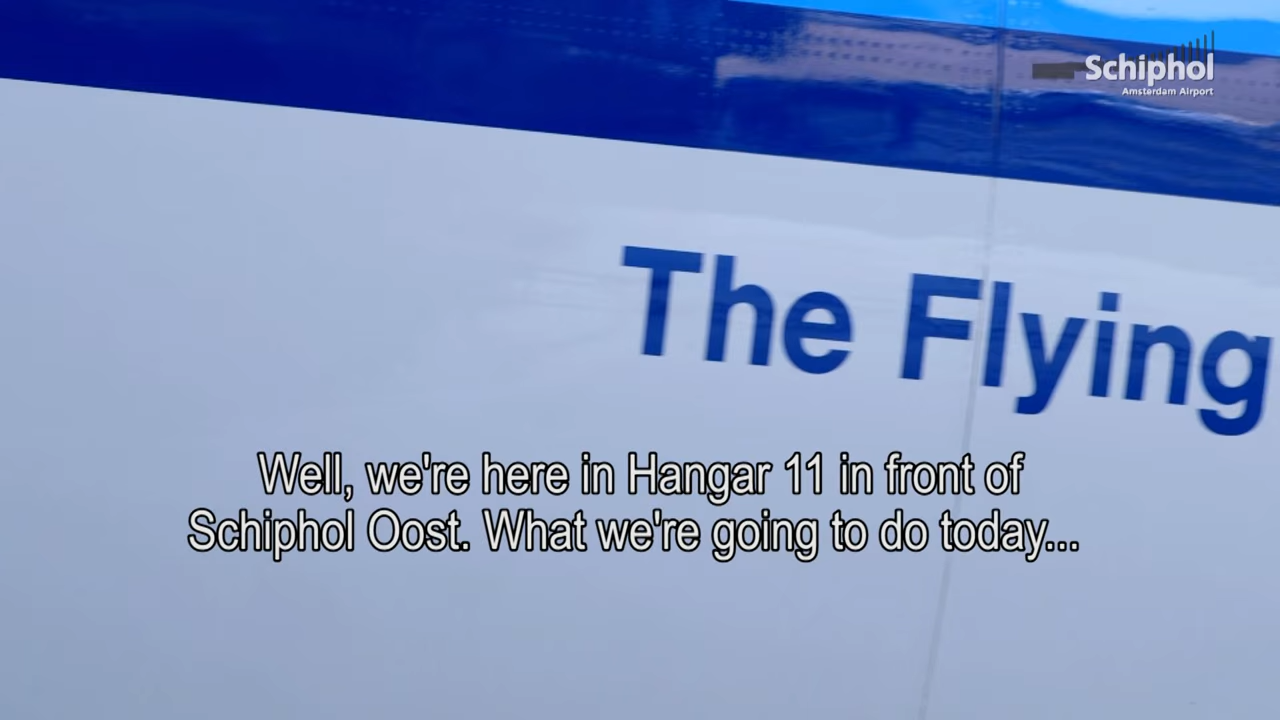 Schiphol
Amsterdam Airport
The Flying
Well, we're here in Hangar 11 in front of
Schiphol Oost. What we're going to do today...